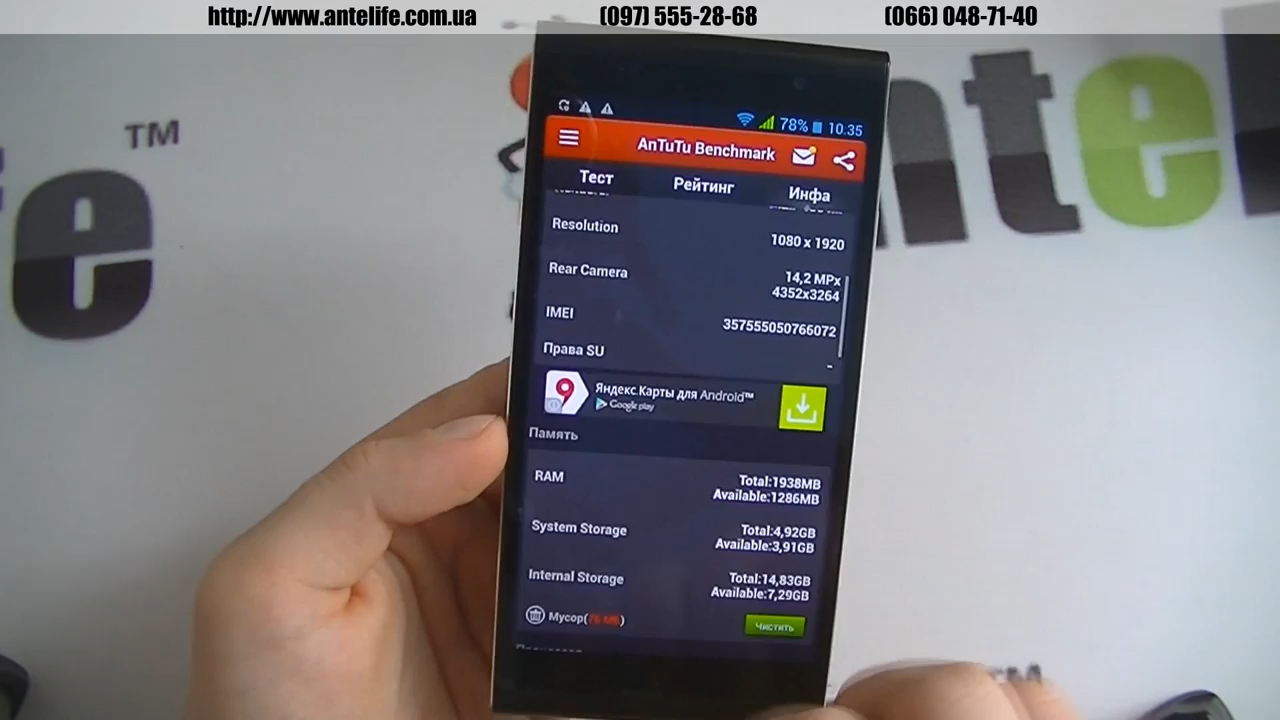 http://www.antelife.com.ua (097) 555-28-68 (066) 048-71-40
TM
78% 10:35
AnTuTu Benchmark
Тест Рейтинг Инфа
Resolution 1080 x 1920
Rear Camera 14,2 MPx
4352x3264
IMEI 357555050766072
Права SU -
Яндекс.Карты для Android™
Google play
Память
RAM Total:1938MB
Available:1286MB
System Storage Total:4,92GB
Available:3,91GB
Internal Storage Total:14,83GB
Available:7,29GB
Мусор( ) Чистить
TM